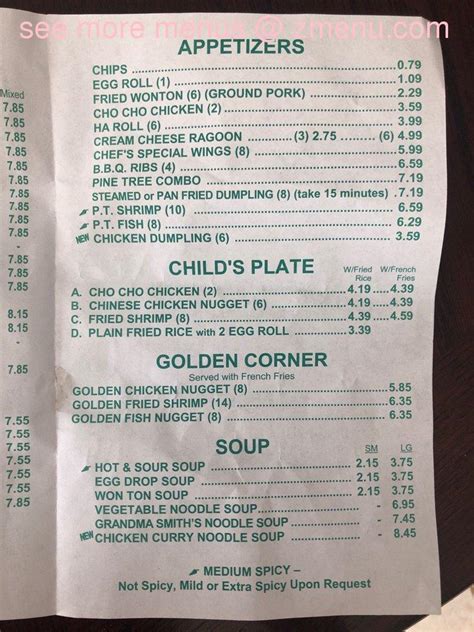 see more menus @ zmenu.com
APPETIZERS
CHIPS 0.79
EGG ROLL (1) 1.09
FRIED WONTON (6) (GROUND PORK) 2.29
CHO CHO CHICKEN (2) 3.59
HA ROLL (6) 3.99
CREAM CHEESE RAGOON (3) 2.75 (6) 4.99
CHEF'S SPECIAL WINGS (8) 5.99
B.B.Q. RIBS (4) 6.59
PINE TREE COMBO 7.19
STEAMED or PAN FRIED DUMPLING (8) (take 15 minutes) 7.19
P.T. SHRIMP (10) 6.59
P.T. FISH (8) 6.29
NEW CHICKEN DUMPLING (6) 3.59
CHILD'S PLATE
W/Fried Rice W/French Fries
A. CHO CHO CHICKEN (2) 4.19 4.39
B. CHINESE CHICKEN NUGGET (6) 4.19 4.39
C. FRIED SHRIMP (8) 4.39 4.59
D. PLAIN FRIED RICE with 2 EGG ROLL 3.39
GOLDEN CORNER
Served with French Fries
GOLDEN CHICKEN NUGGET (8) 5.85
GOLDEN FRIED SHRIMP (14) 6.35
GOLDEN FISH NUGGET (8) 6.35
SOUP
SM LG
HOT & SOUR SOUP 2.15 3.75
EGG DROP SOUP 2.15 3.75
WON TON SOUP 2.15 3.75
VEGETABLE NOODLE SOUP - 6.95
GRANDMA SMITH'S NOODLE SOUP - 7.45
NEW CHICKEN CURRY NOODLE SOUP - 8.45
MEDIUM SPICY –
Not Spicy, Mild or Extra Spicy Upon Request
Mixed
7.85
7.85
7.85
7.85
7.85
7.85
7.85
7.85
7.85
-
7.85
7.85
-
8.15
8.15
-
7.85
7.55
7.55
7.55
7.55
7.55
7.85